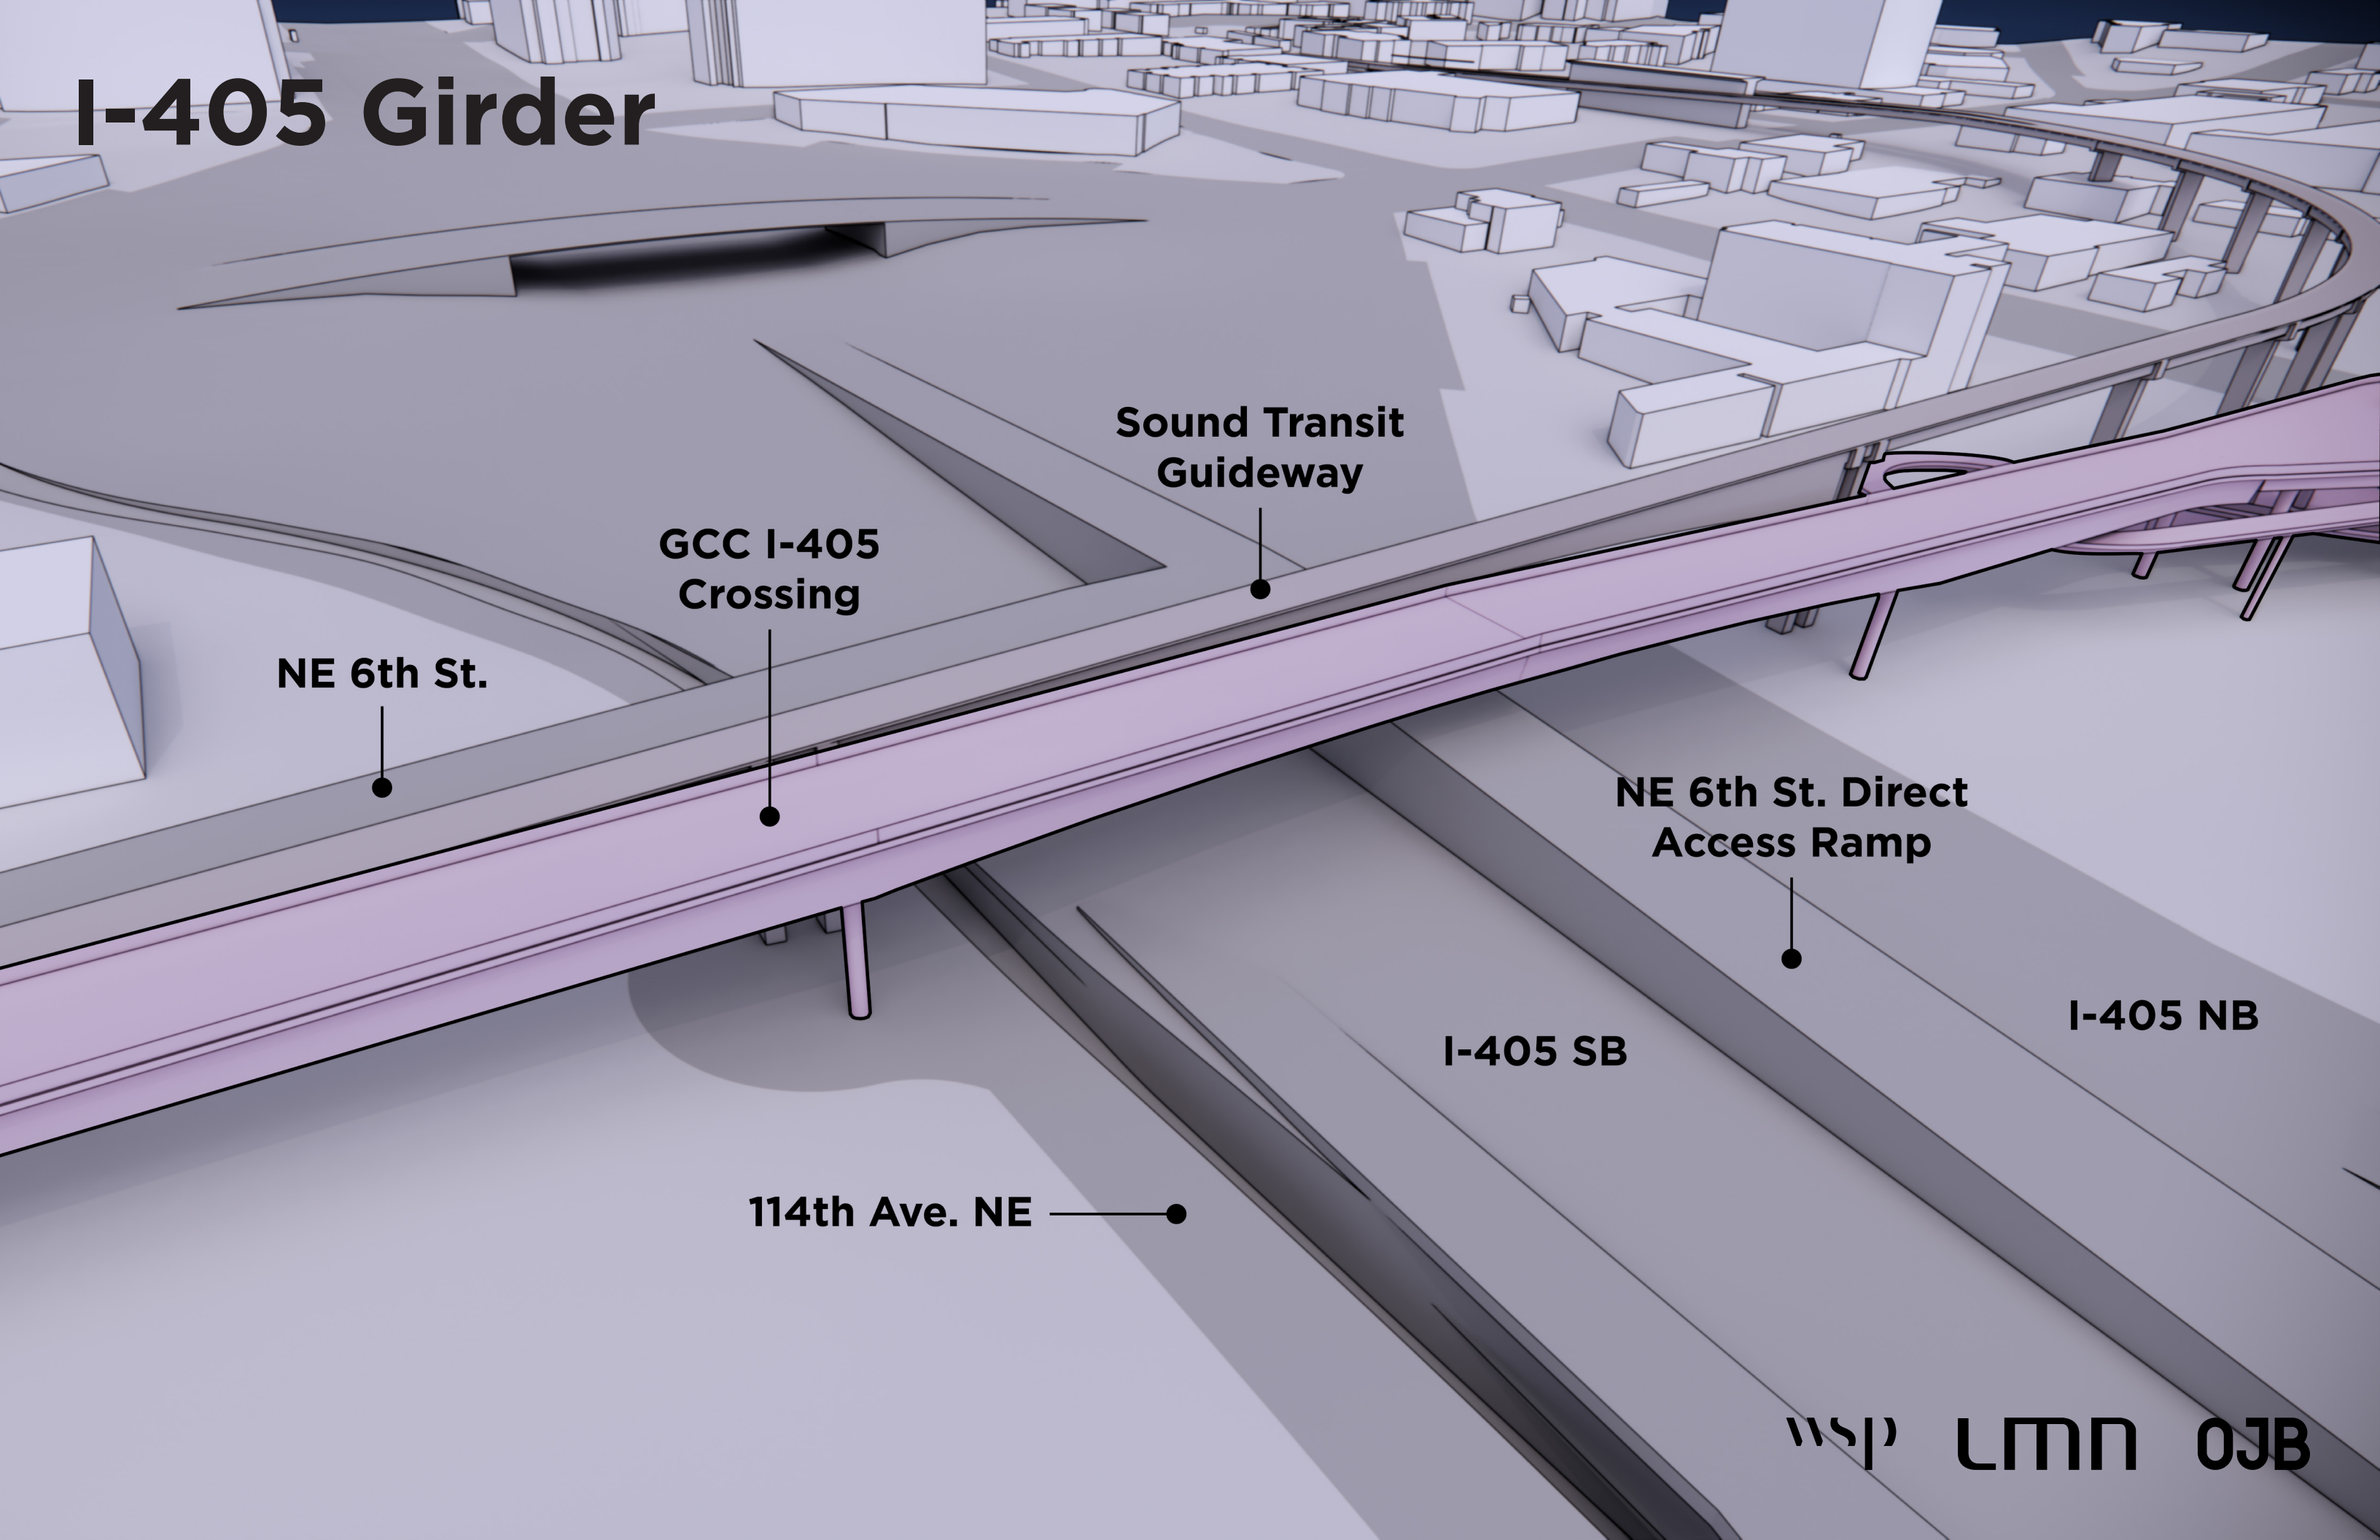 I-405 Girder
Sound Transit
Guideway
GCC I-405
Crossing
NE 6th St.
NE 6th St. Direct
Access Ramp
I-405 NB
I-405 SB
114th Ave. NE
wsp LMN OJB